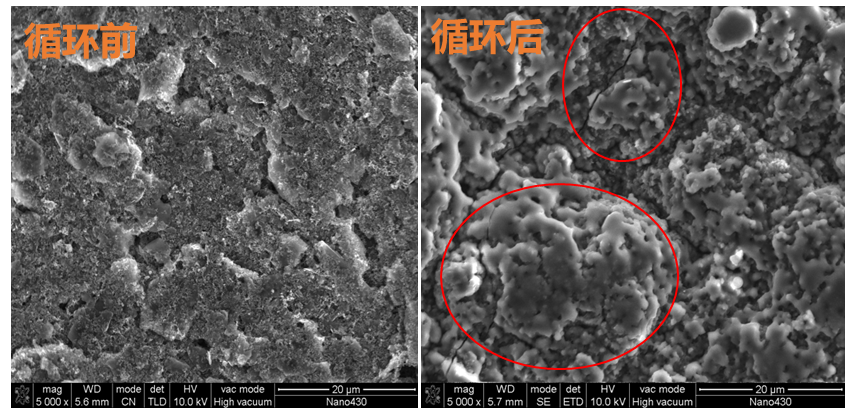 循环前
循环后
mag WD mode det HV vac mode 20 μm
5 000 x 5.6 mm CN TLD 10.0 kV High vacuum Nano430
mag WD mode det HV vac mode 20 μm
5 000 x 5.7 mm SE ETD 10.0 kV High vacuum Nano430